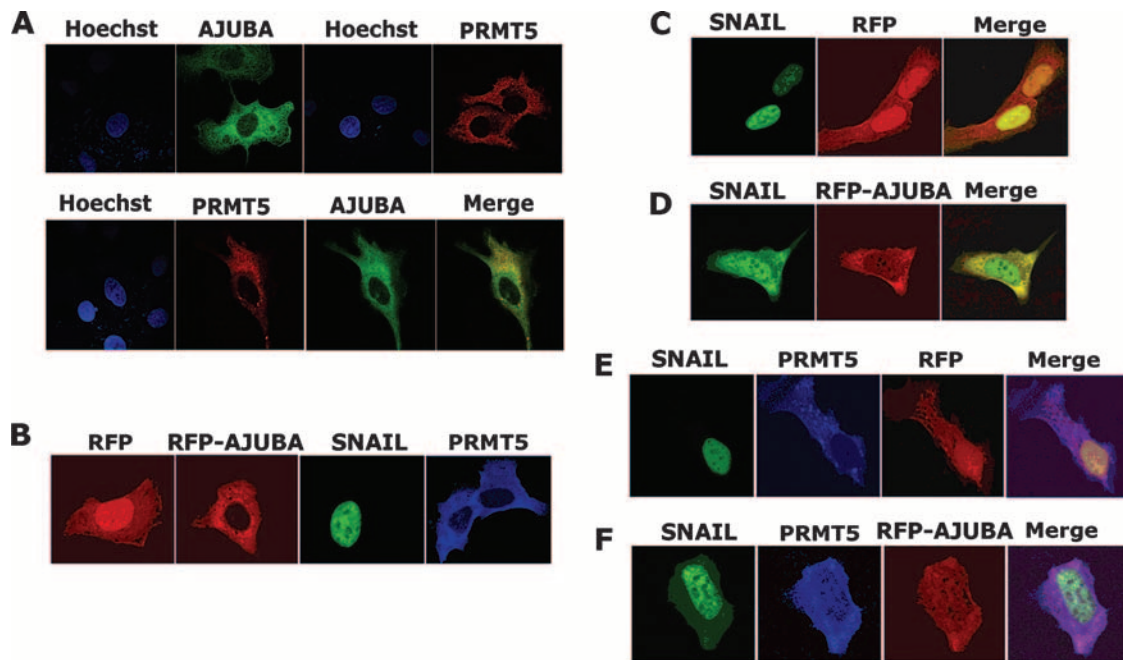 A
Hoechst AJUBA Hoechst PRMT5
Hoechst PRMT5 AJUBA Merge
B
RFP RFP-AJUBA SNAIL PRMT5
C
SNAIL RFP Merge
D
SNAIL RFP-AJUBA Merge
E
SNAIL PRMT5 RFP Merge
F
SNAIL PRMT5 RFP-AJUBA Merge